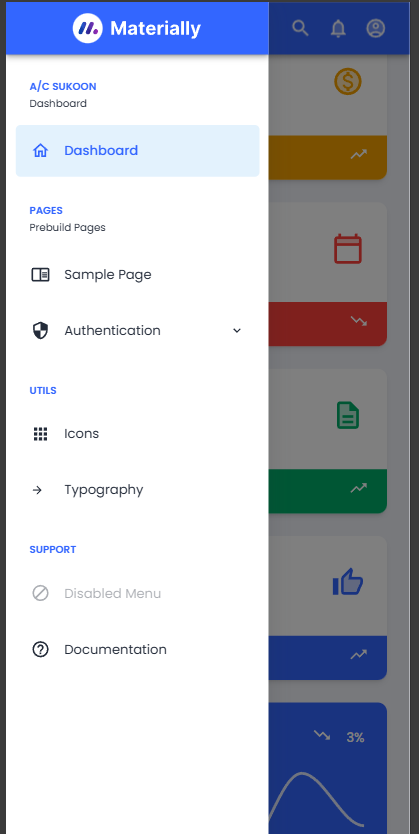 Materially
A/C SUKOON
Dashboard
Dashboard
PAGES
Prebuild Pages
Sample Page
Authentication
UTILS
Icons
Typography
SUPPORT
Disabled Menu
Documentation
3%